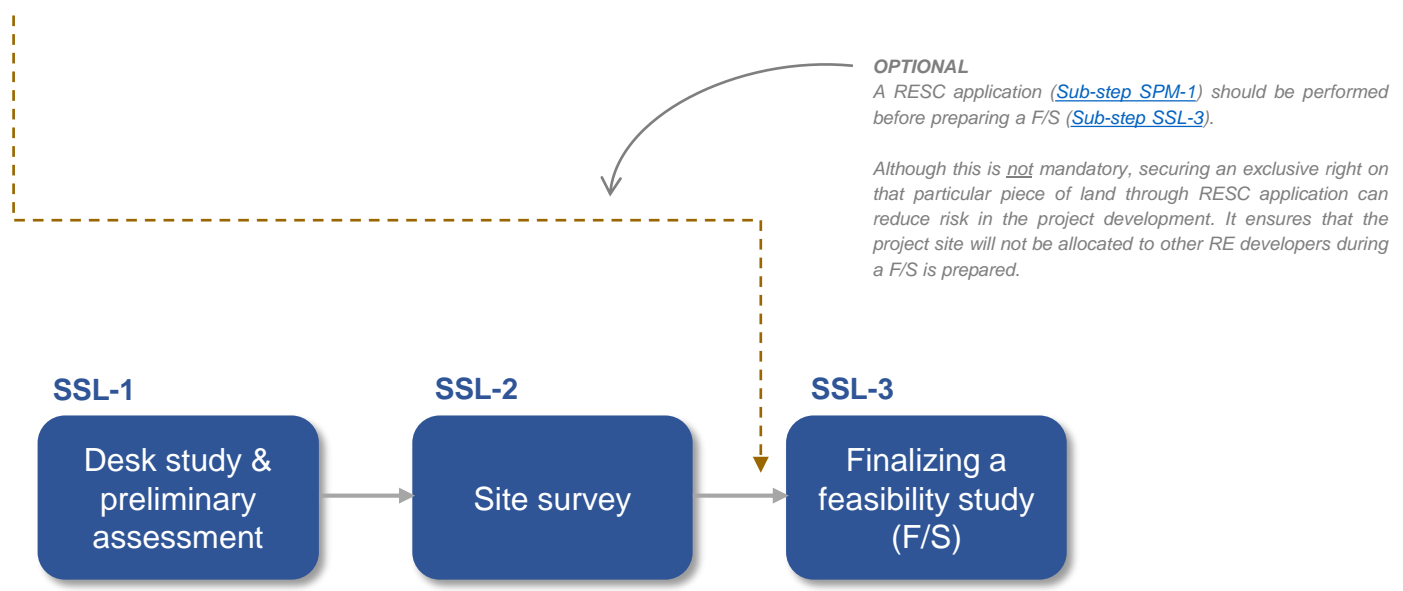 OPTIONAL
A RESC application (Sub-step SPM-1) should be performed
before preparing a F/S (Sub-step SSL-3).
Although this is not mandatory, securing an exclusive right on
that particular piece of land through RESC application can
reduce risk in the project development. It ensures that the
project site will not be allocated to other RE developers during
a F/S is prepared.
SSL-1
Desk study &
preliminary
assessment
SSL-2
Site survey
SSL-3
Finalizing a
feasibility study
(F/S)